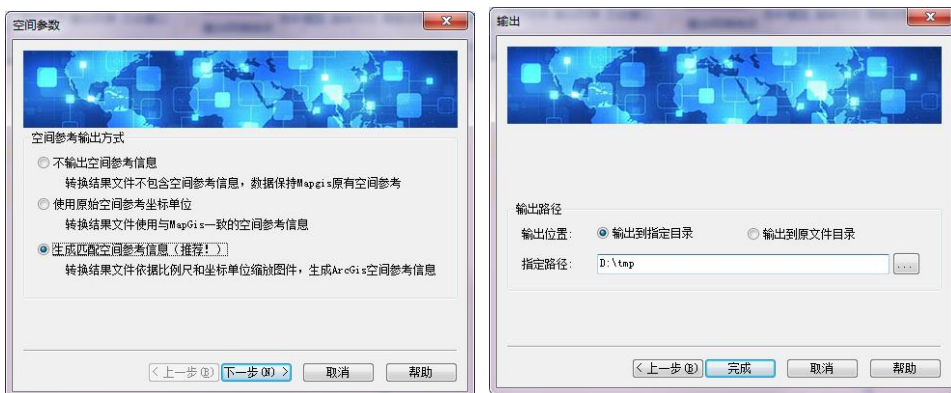 空间参数
空间参考输出方式
不输出空间参考信息
转换结果文件不包含空间参考信息，数据保持Mapgis原有空间参考
使用原始空间参考坐标单位
转换结果文件使用与MapGis一致的空间参考信息
生成匹配空间参考信息（推荐！）
转换结果文件依据比例尺和坐标单位缩放图件，生成ArcGis空间参考信息
< 上一步(B) 下一步(N) > 取消 帮助
输出
输出路径
输出位置： 输出到指定目录 输出到原文件目录
指定路径： D:\tmp ...
< 上一步(B) 完成 取消 帮助